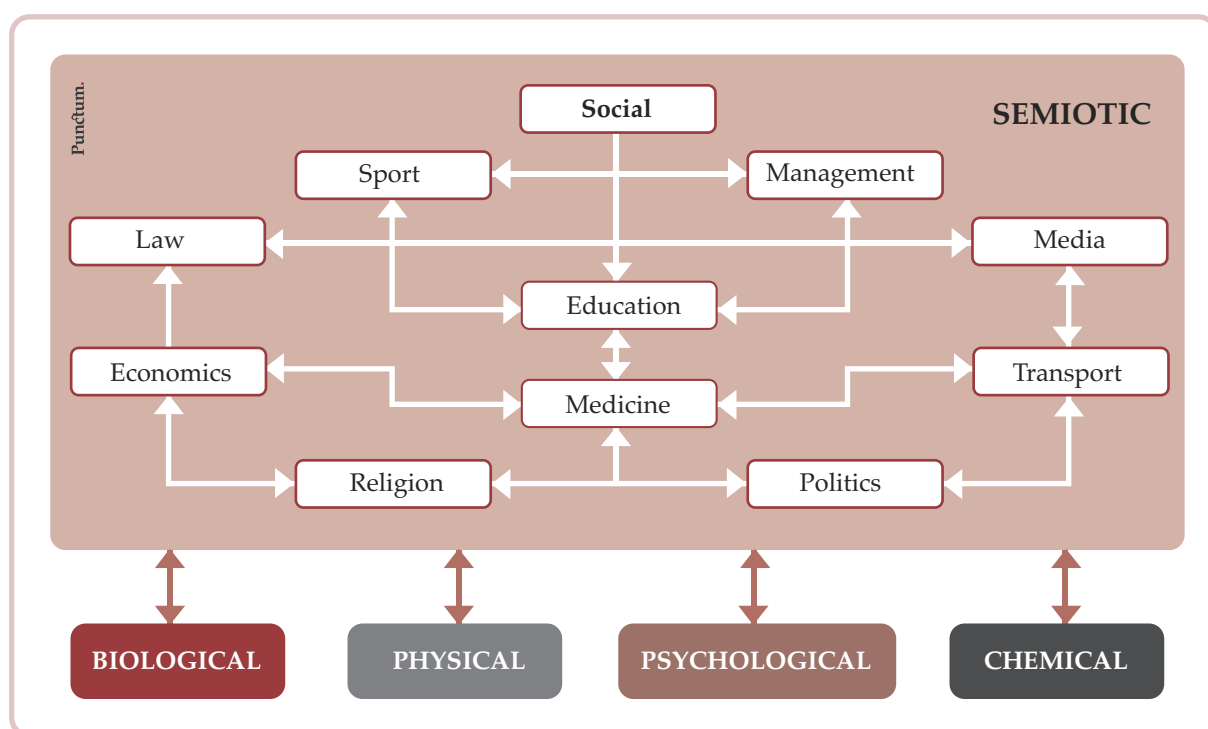 Punctum.
Social
SEMIOTIC
Sport
Management
Law
Media
Education
Economics
Transport
Medicine
Religion
Politics
BIOLOGICAL
PHYSICAL
PSYCHOLOGICAL
CHEMICAL